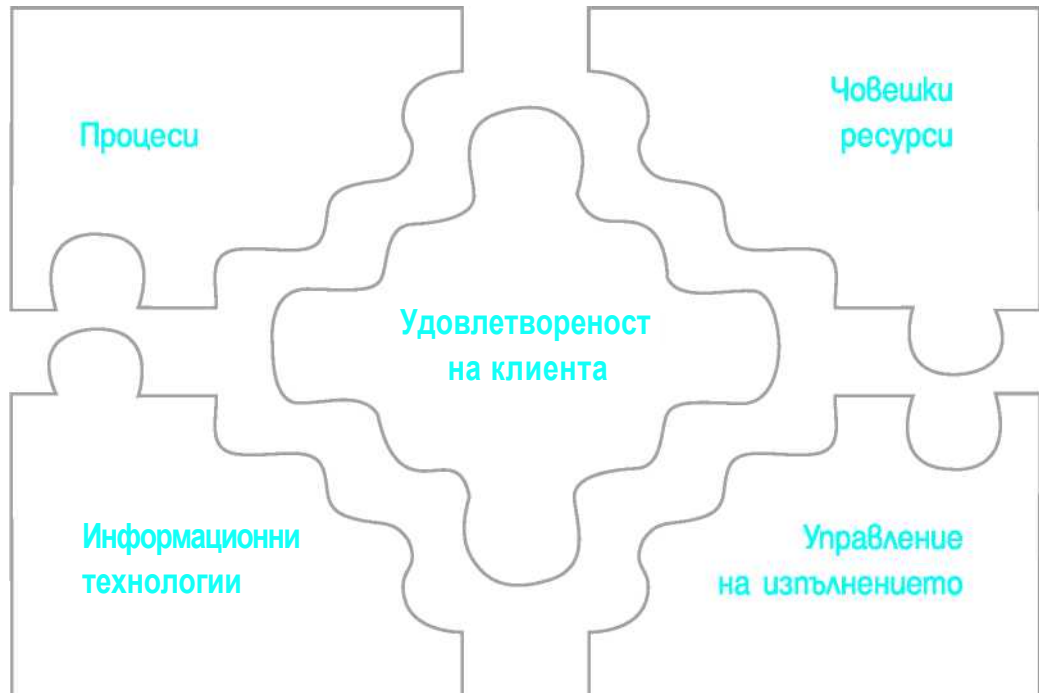 Процеси
Човешки
ресурси
Удовлетвореност
на клиента
Информационни
технологии
Управление
на изпълнението